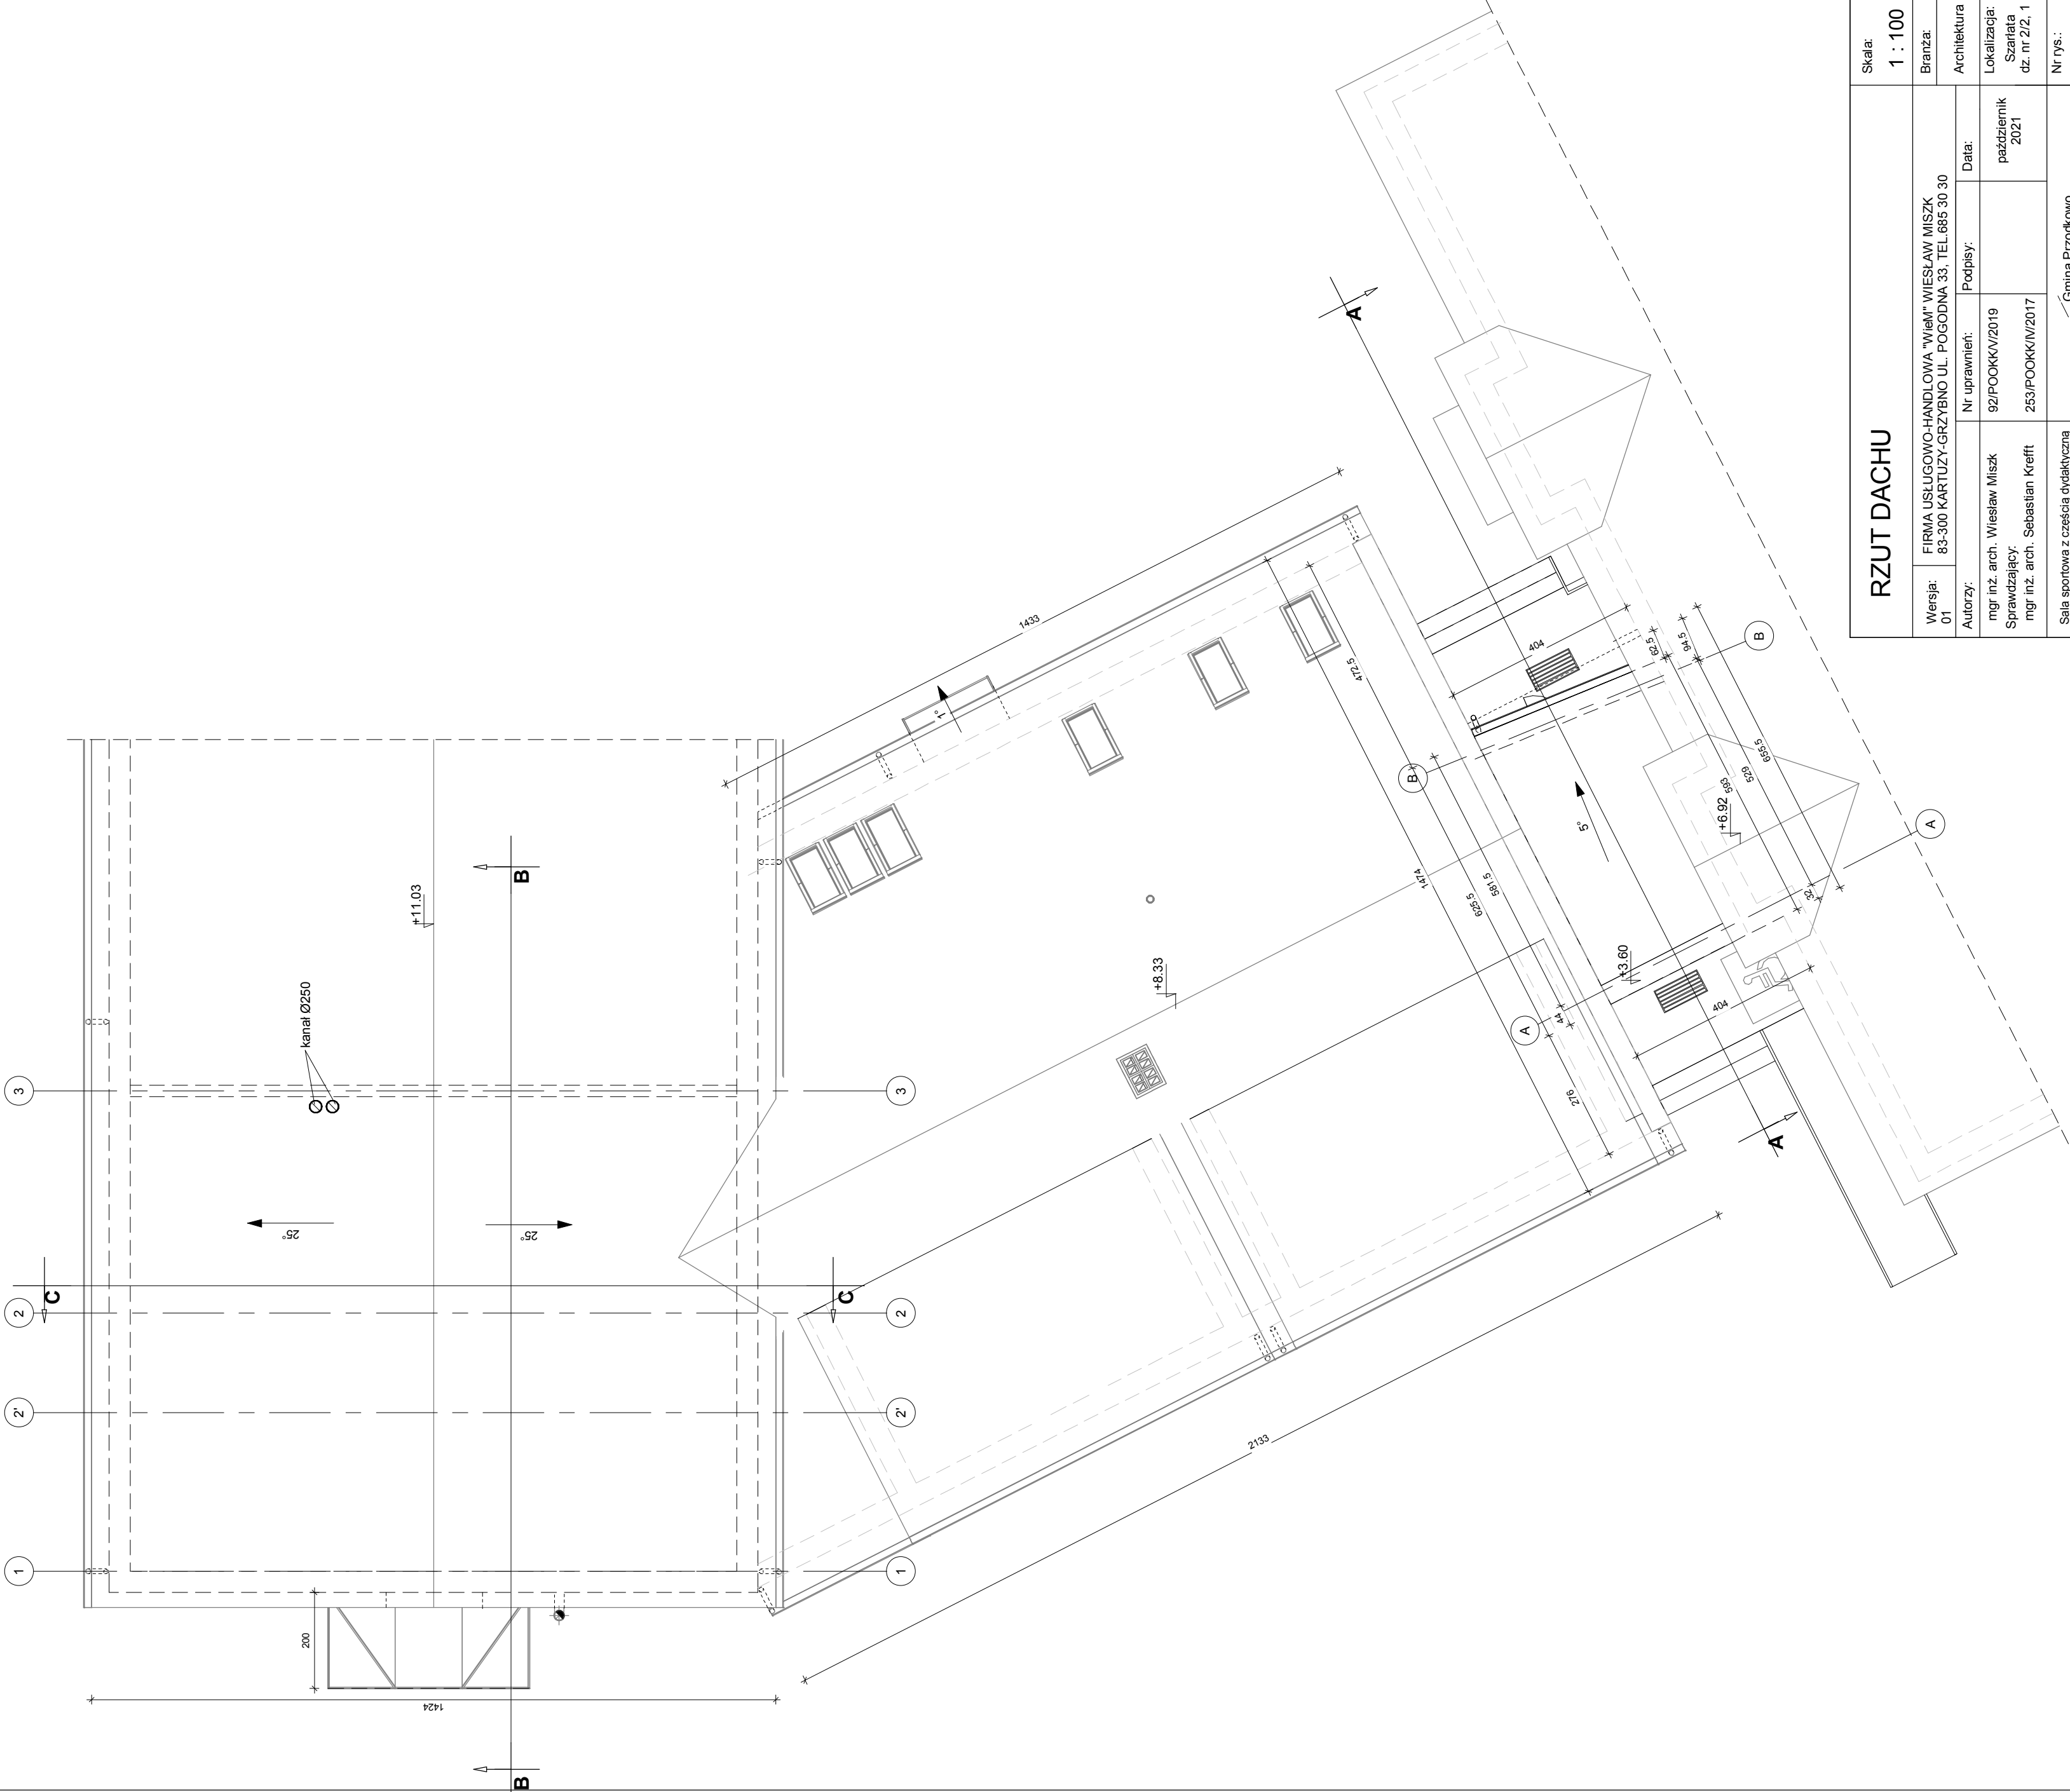 3
2
2'
1
3
2
2'
1
kanał Ø250
+11.03
25°
25°
C
C
B
B
200
1424
2133
1433
1°
+8.33
472.5
1474
625.5
581.5
44
276
A
B
404
62.5
94.5
B
593
529
655.5
5°
+6.92
+3.60
32
A
404
A
A
RZUT DACHU
Skala:
1 : 100
Wersja:
01
FIRMA USŁUGOWO-HANDLOWA "WieM" WIESŁAW MISZK
83-300 KARTUZY-GRZYBNO UL. POGODNA 33, TEL.685 30 30
Branża:
Architektura
Autorzy:
Nr uprawnień:
Podpisy:
Data:
mgr inż. arch. Wiesław Miszk
92/POOKK/V/2019
Sprawdzający:
mgr inż. arch. Sebastian Krefft
253/POOKK/IV/2017
październik
2021
Lokalizacja:
Szarłata
dz. nr 2/2, 1
Sala sportowa z częścią dydaktyczną
Gmina Przodkowo
Nr rys.: